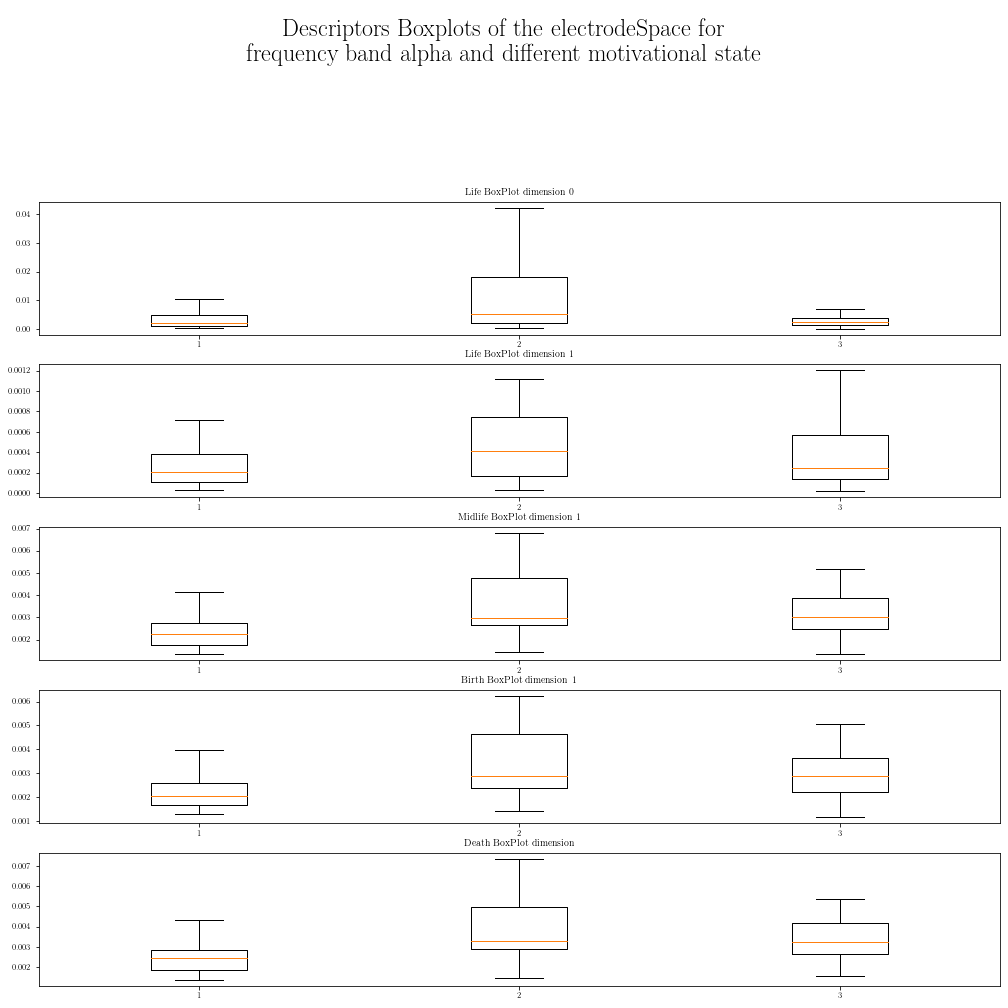 Descriptors Boxplots of the electrodeSpace for
frequency band alpha and different motivational state
Life BoxPlot dimension 0
0.04
0.03
0.02
0.01
0.00
1 2 3
Life BoxPlot dimension 1
0.0012
0.0010
0.0008
0.0006
0.0004
0.0002
0.0000
1 2 3
Midlife BoxPlot dimension 1
0.007
0.006
0.005
0.004
0.003
0.002
1 2 3
Birth BoxPlot dimension 1
0.006
0.005
0.004
0.003
0.002
0.001
1 2 3
Death BoxPlot dimension
0.007
0.006
0.005
0.004
0.003
0.002
1 2 3